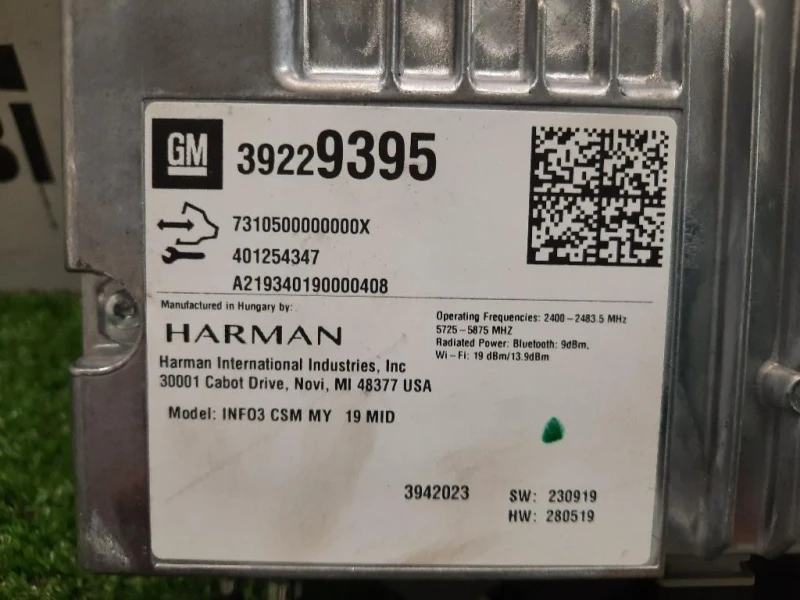 GM 39229395
7310500000000X
401254347
A219340190000408
Manufactured in Hungary by:
HARMAN
Harman International Industries, Inc
30001 Cabot Drive, Novi, MI 48377 USA
Operating Frequencies: 2400-2483.5 MHz
5725-5875 MHZ
Radiated Power: Bluetooth: 9dBm,
Wi-Fi: 19 dBm/13.9dBm
Model: INFO3 CSM MY 19 MID
3942023
SW: 230919
HW: 280519